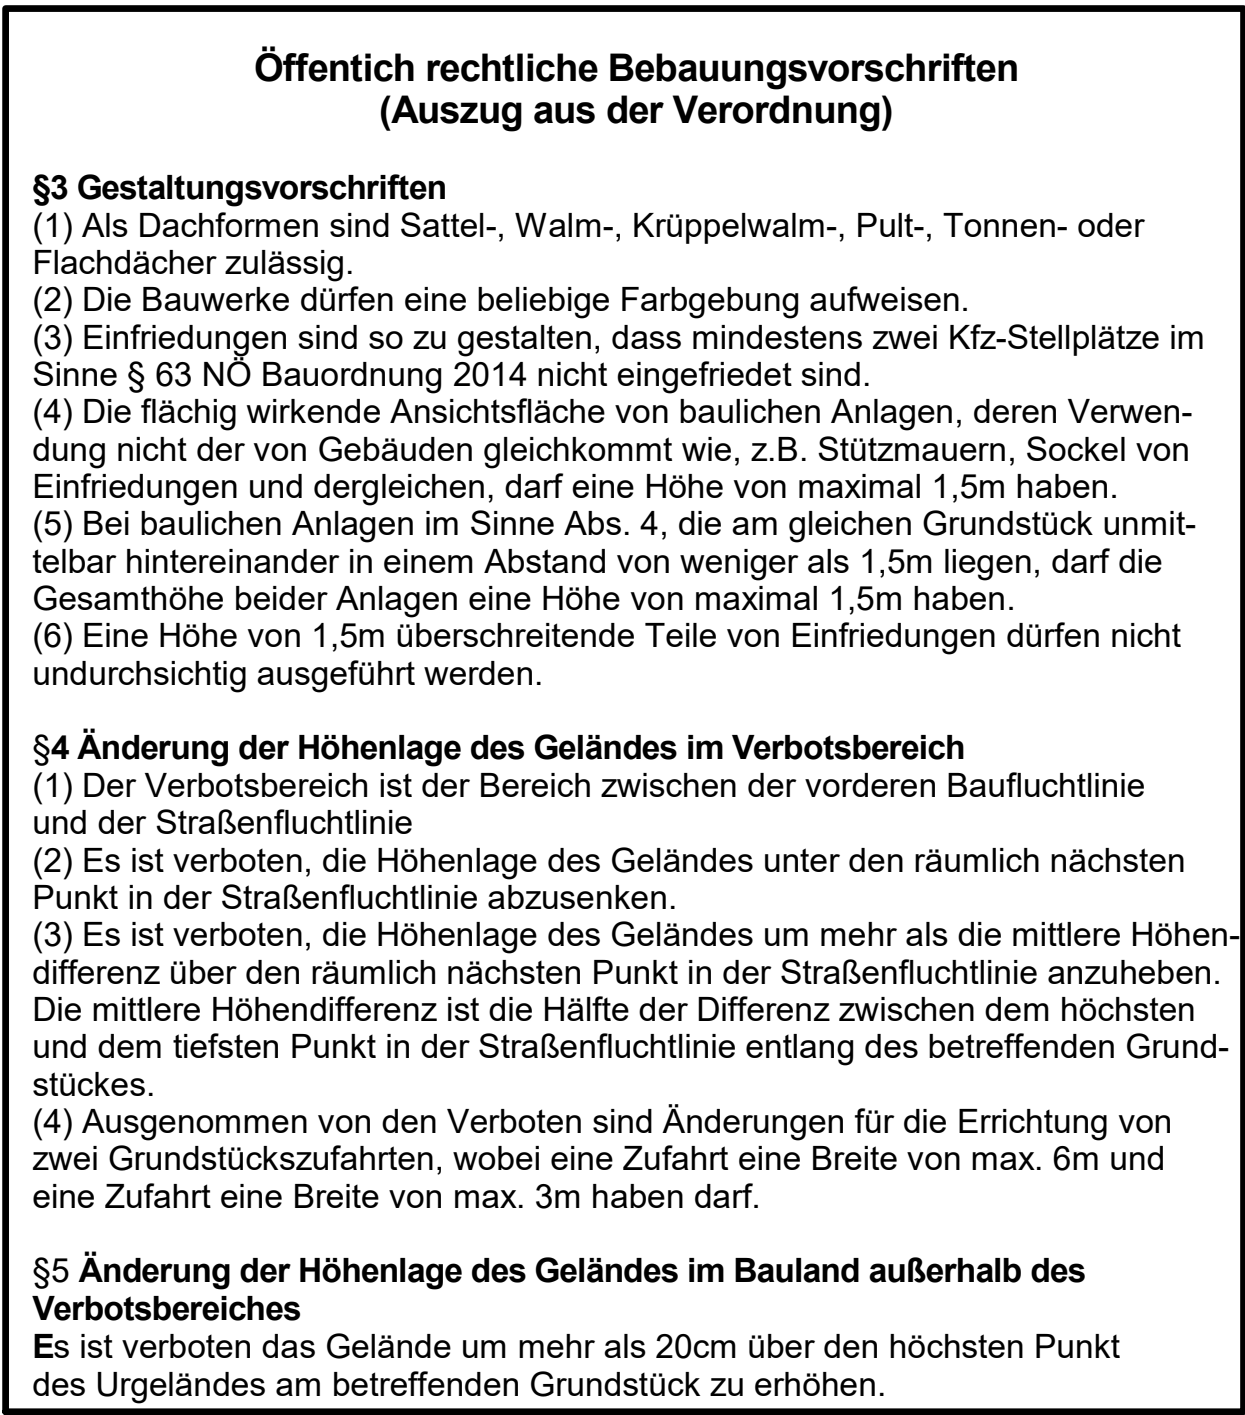 Öffentich rechtliche Bebauungsvorschriften
(Auszug aus der Verordnung)
§3 Gestaltungsvorschriften
(1) Als Dachformen sind Sattel-, Walm-, Krüppelwalm-, Pult-, Tonnen- oder
Flachdächer zulässig.
(2) Die Bauwerke dürfen eine beliebige Farbgebung aufweisen.
(3) Einfriedungen sind so zu gestalten, dass mindestens zwei Kfz-Stellplätze im
Sinne § 63 NÖ Bauordnung 2014 nicht eingefriedet sind.
(4) Die flächig wirkende Ansichtsfläche von baulichen Anlagen, deren Verwen-
dung nicht der von Gebäuden gleichkommt wie, z.B. Stützmauern, Sockel von
Einfriedungen und dergleichen, darf eine Höhe von maximal 1,5m haben.
(5) Bei baulichen Anlagen im Sinne Abs. 4, die am gleichen Grundstück unmit-
telbar hintereinander in einem Abstand von weniger als 1,5m liegen, darf die
Gesamthöhe beider Anlagen eine Höhe von maximal 1,5m haben.
(6) Eine Höhe von 1,5m überschreitende Teile von Einfriedungen dürfen nicht
undurchsichtig ausgeführt werden.
§4 Änderung der Höhenlage des Geländes im Verbotsbereich
(1) Der Verbotsbereich ist der Bereich zwischen der vorderen Baufluchtlinie
und der Straßenfluchtlinie
(2) Es ist verboten, die Höhenlage des Geländes unter den räumlich nächsten
Punkt in der Straßenfluchtlinie abzusenken.
(3) Es ist verboten, die Höhenlage des Geländes um mehr als die mittlere Höhen-
differenz über den räumlich nächsten Punkt in der Straßenfluchtlinie anzuheben.
Die mittlere Höhendifferenz ist die Hälfte der Differenz zwischen dem höchsten
und dem tiefsten Punkt in der Straßenfluchtlinie entlang des betreffenden Grund-
stückes.
(4) Ausgenommen von den Verboten sind Änderungen für die Errichtung von
zwei Grundstückszufahrten, wobei eine Zufahrt eine Breite von max. 6m und
eine Zufahrt eine Breite von max. 3m haben darf.
§5 Änderung der Höhenlage des Geländes im Bauland außerhalb des
Verbotsbereiches
Es ist verboten das Gelände um mehr als 20cm über den höchsten Punkt
des Urgeländes am betreffenden Grundstück zu erhöhen.